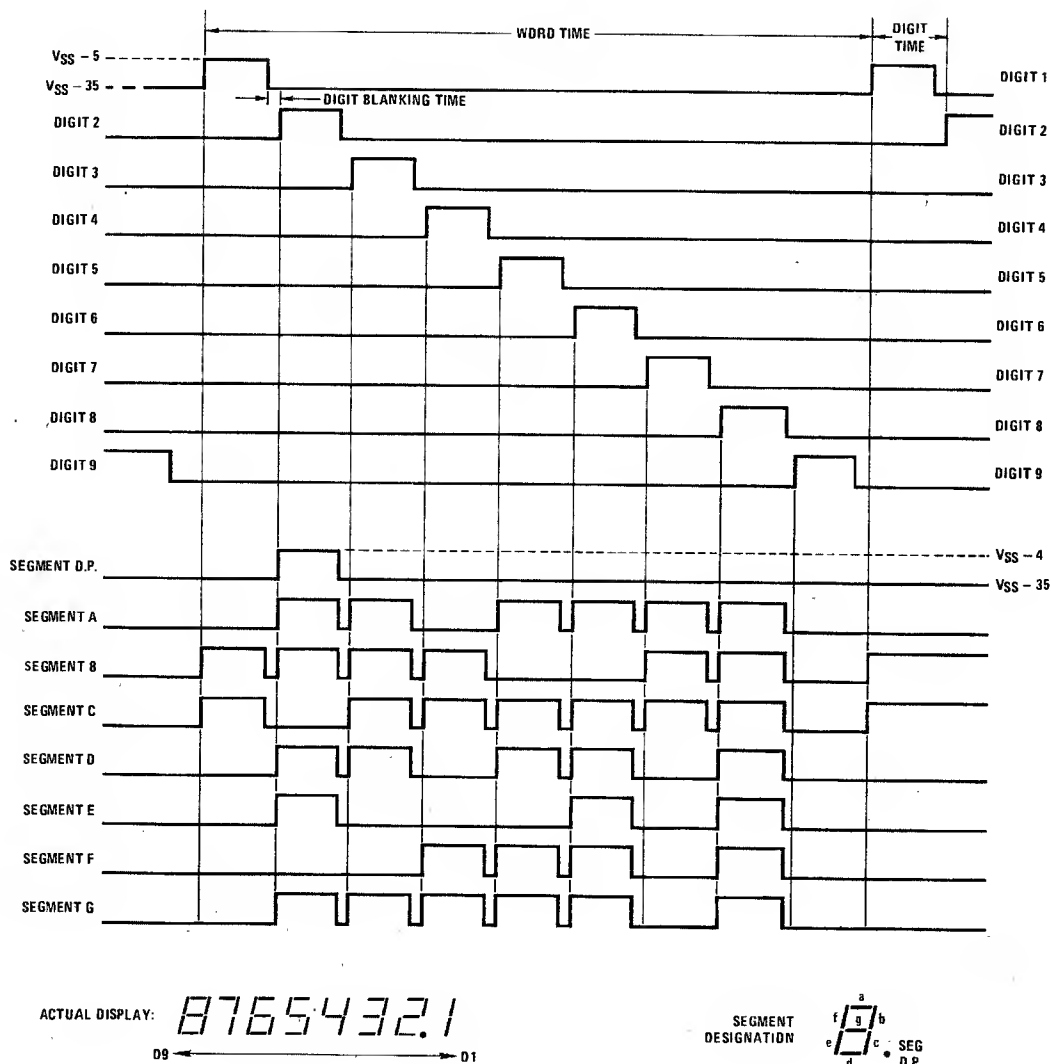 WORD TIME
DIGIT TIME
VSS – 5
VSS – 35
DIGIT 1
DIGIT BLANKING TIME
DIGIT 2
DIGIT 2
DIGIT 3
DIGIT 3
DIGIT 4
DIGIT 4
DIGIT 5
DIGIT 5
DIGIT 6
DIGIT 6
DIGIT 7
DIGIT 7
DIGIT 8
DIGIT 8
DIGIT 9
DIGIT 9
VSS – 4
SEGMENT D.P.
VSS – 35
SEGMENT A
SEGMENT B
SEGMENT C
SEGMENT D
SEGMENT E
SEGMENT F
SEGMENT G
ACTUAL DISPLAY: 8765432.1
D9 D1
SEGMENT DESIGNATION
a
f g b
e c SEG D.P.
d